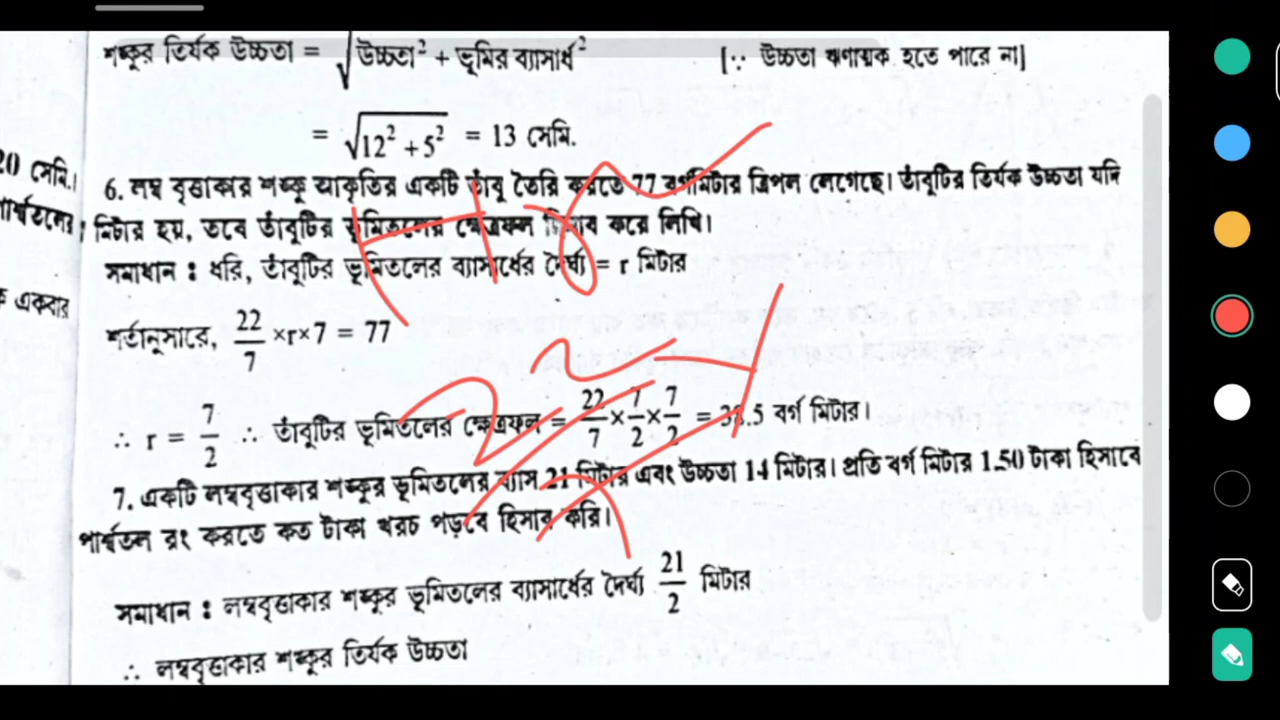 শঙ্কুর তির্যক উচ্চতা = √উচ্চতা² + ভূমির ব্যাসার্ধ² [∵ উচ্চতা ঋণাত্মক হতে পারে না]
= √12² + 5² = 13 সেমি.
20 সেমি.।
6. লম্ব বৃত্তাকার শঙ্কু আকৃতির একটি তাঁবু তৈরি করতে 77 বর্গমিটার ত্রিপল লেগেছে। তাঁবুটির তির্যক উচ্চতা যদি
পার্শ্বতলের
মিটার হয়, তবে তাঁবুটির ভূমিতলের ক্ষেত্রফল হিসাব করে লিখি।
সমাধান : ধরি, তাঁবুটির ভূমিতলের ব্যাসার্ধের দৈর্ঘ্য = r মিটার
ক একবার
শর্তানুসারে, 22/7 ×r×7 = 77
∴ r = 7/2 ∴ তাঁবুটির ভূমিতলের ক্ষেত্রফল = 22/7 × 7/2 × 7/2 = 38.5 বর্গ মিটার।
7. একটি লম্ববৃত্তাকার শঙ্কুর ভূমিতলের ব্যাস 21 মিটার এবং উচ্চতা 14 মিটার। প্রতি বর্গ মিটার 1.50 টাকা হিসাবে
পার্শ্বতল রং করতে কত টাকা খরচ পড়বে হিসাব করি।
সমাধান : লম্ববৃত্তাকার শঙ্কুর ভূমিতলের ব্যাসার্ধের দৈর্ঘ্য 21/2 মিটার
∴ লম্ববৃত্তাকার শঙ্কুর তির্যক উচ্চতা